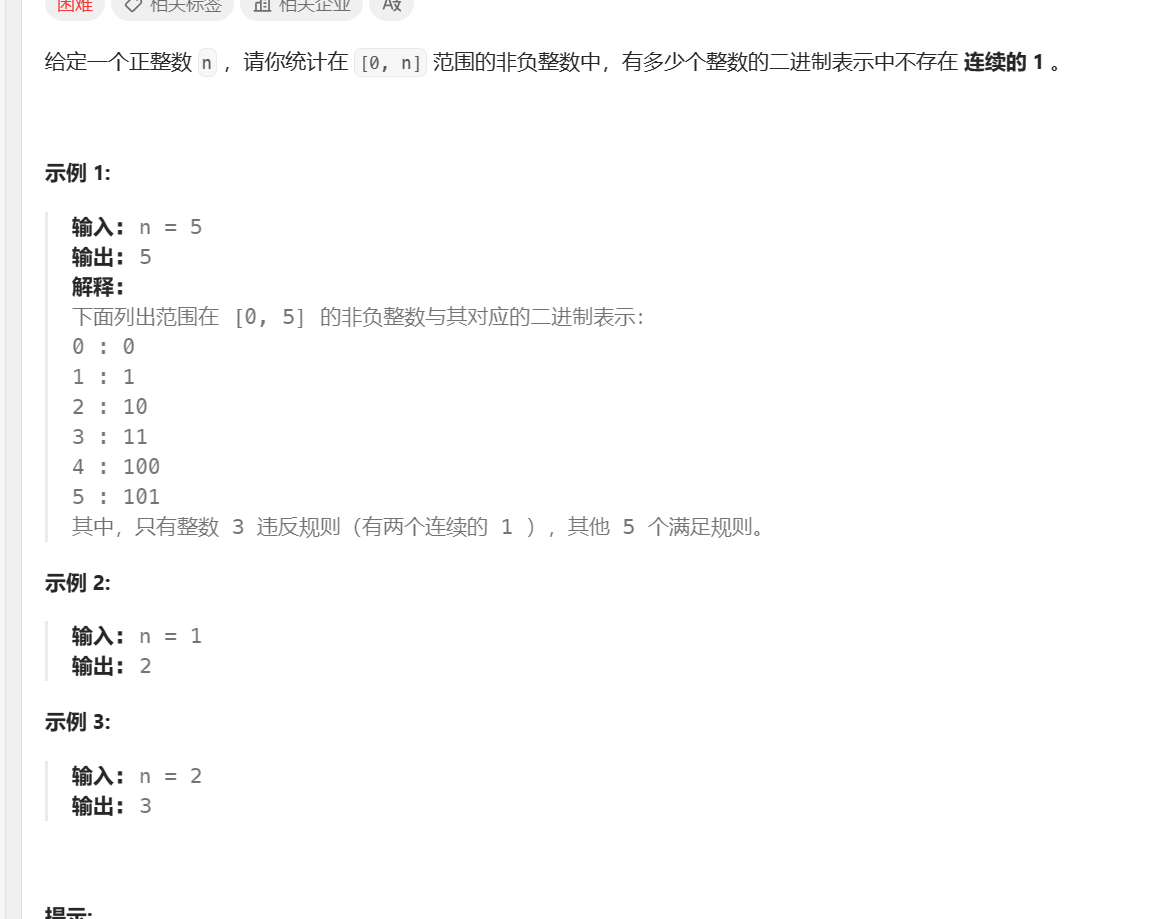 困难 相关标签 相关企业 Aあ
给定一个正整数 n ，请你统计在 [0, n] 范围的非负整数中，有多少个整数的二进制表示中不存在 连续的 1 。
示例 1:
输入: n = 5
输出: 5
解释:
下面列出范围在 [0, 5] 的非负整数与其对应的二进制表示：
0 : 0
1 : 1
2 : 10
3 : 11
4 : 100
5 : 101
其中，只有整数 3 违反规则（有两个连续的 1 ），其他 5 个满足规则。
示例 2:
输入: n = 1
输出: 2
示例 3:
输入: n = 2
输出: 3
提示: